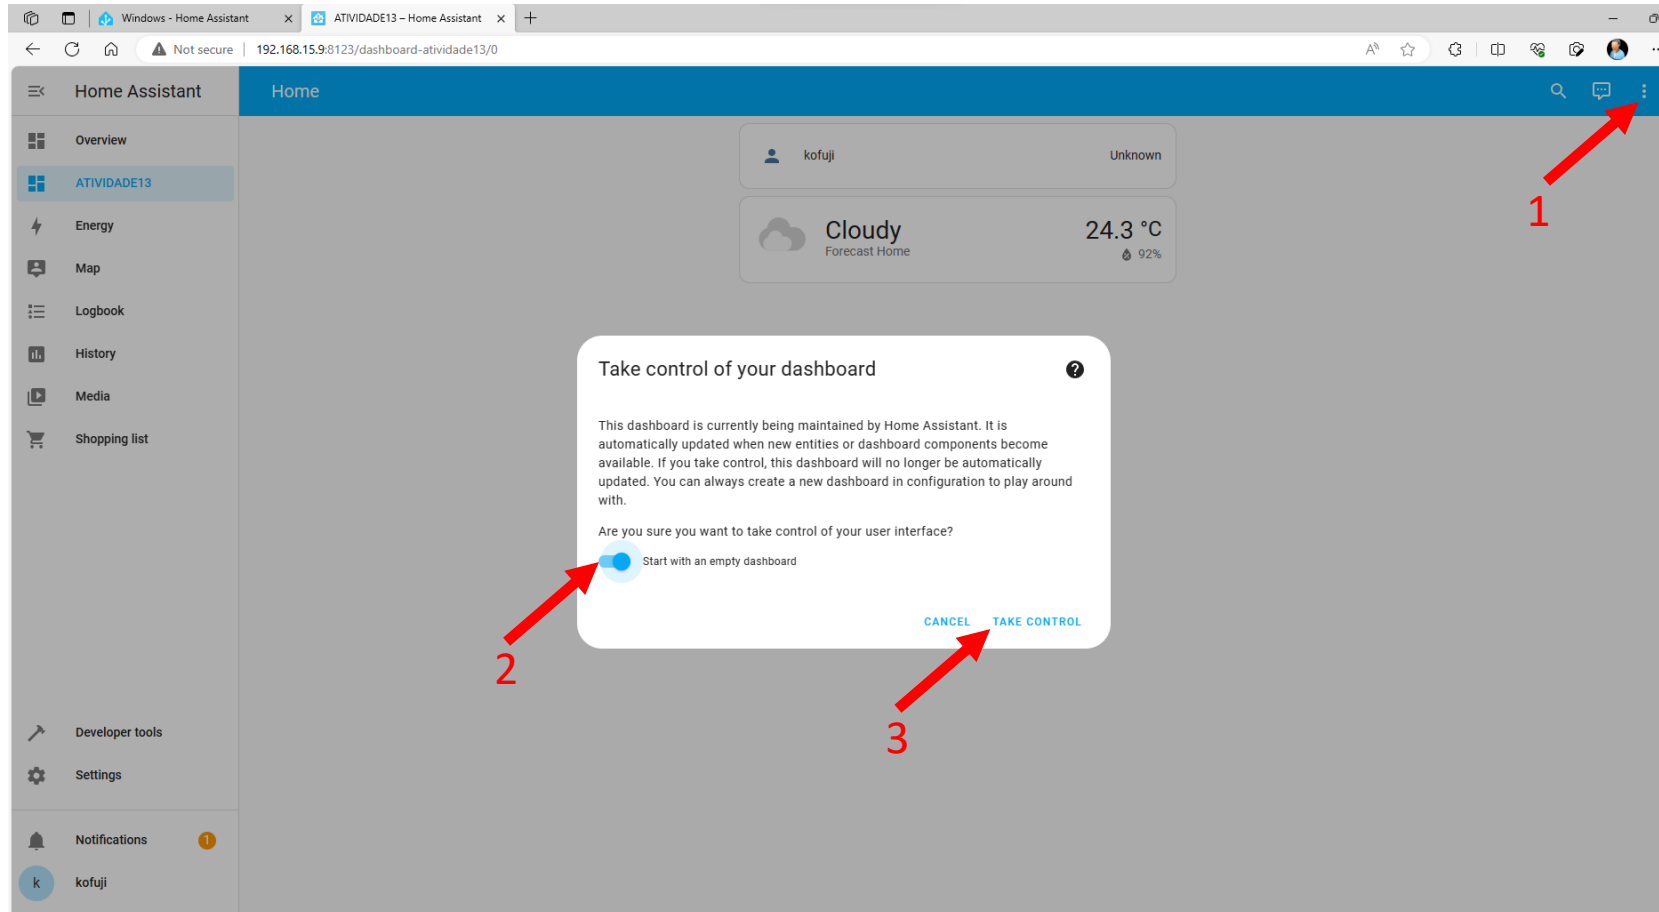 Windows - Home Assistant
ATIVIDADE13 – Home Assistant
Not secure
192.168.15.9:8123/dashboard-atividade13/0
Home Assistant
Home
Overview
ATIVIDADE13
Energy
Map
Logbook
History
Media
Shopping list
Developer tools
Settings
Notifications 1
k kofuji
kofuji Unknown
Cloudy 24.3 °C
Forecast Home 92%
1
Take control of your dashboard
This dashboard is currently being maintained by Home Assistant. It is
automatically updated when new entities or dashboard components become
available. If you take control, this dashboard will no longer be automatically
updated. You can always create a new dashboard in configuration to play around
with.
Are you sure you want to take control of your user interface?
Start with an empty dashboard
CANCEL TAKE CONTROL
2
3